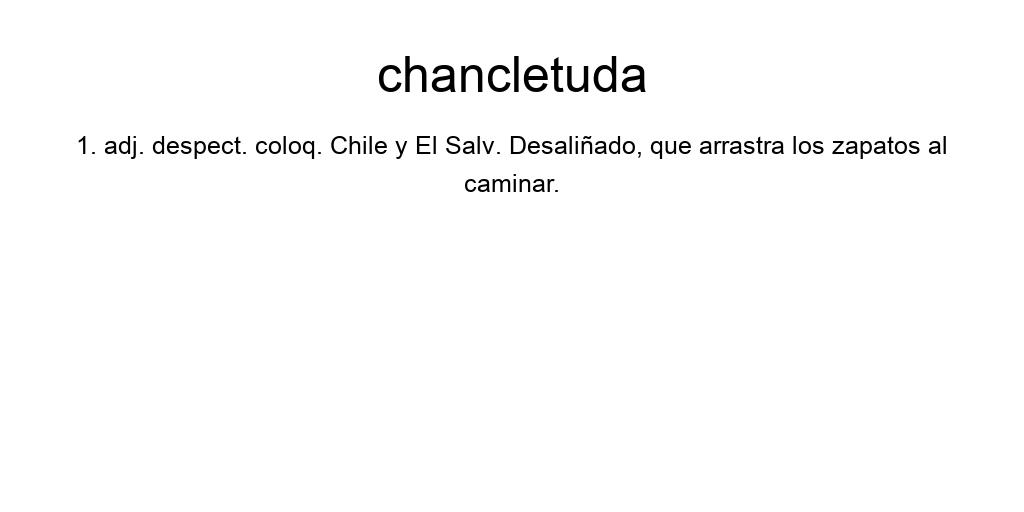 chancletuda
1. adj. despect. coloq. Chile y El Salv. Desaliñado, que arrastra los zapatos al
caminar.